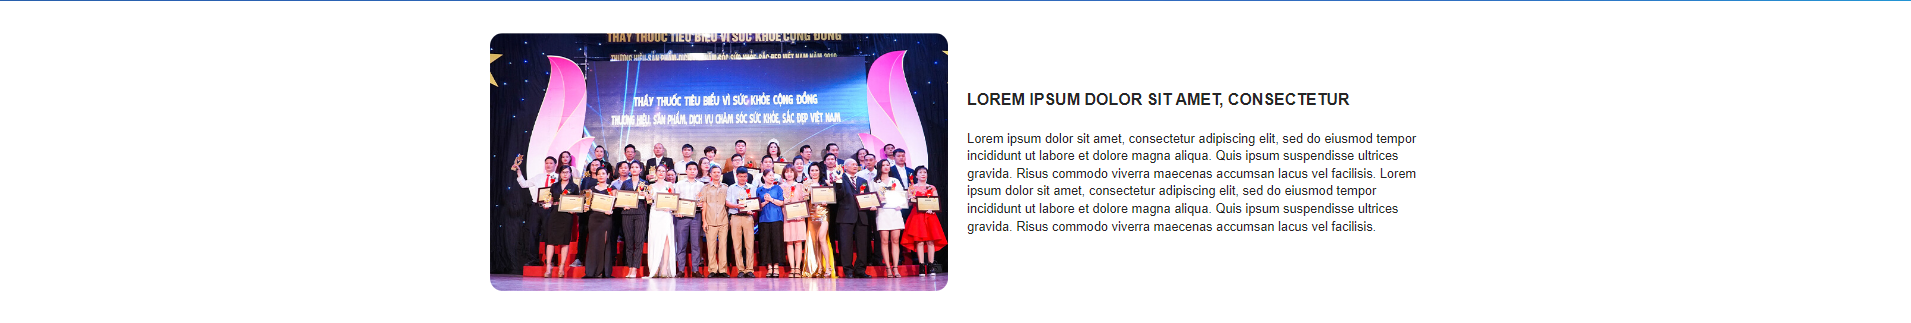 THẦY THUỐC TIÊU BIỂU VÌ SỨC KHỎE CỘNG ĐỒNG
THẦY THUỐC TIÊU BIỂU VÌ SỨC KHỎE CỘNG ĐỒNG
THƯƠNG HIỆU, SẢN PHẨM, DỊCH VỤ CHĂM SÓC SỨC KHỎE, SẮC ĐẸP VIỆT NAM
LOREM IPSUM DOLOR SIT AMET, CONSECTETUR
Lorem ipsum dolor sit amet, consectetur adipiscing elit, sed do eiusmod tempor
incididunt ut labore et dolore magna aliqua. Quis ipsum suspendisse ultrices
gravida. Risus commodo viverra maecenas accumsan lacus vel facilisis. Lorem
ipsum dolor sit amet, consectetur adipiscing elit, sed do eiusmod tempor
incididunt ut labore et dolore magna aliqua. Quis ipsum suspendisse ultrices
gravida. Risus commodo viverra maecenas accumsan lacus vel facilisis.